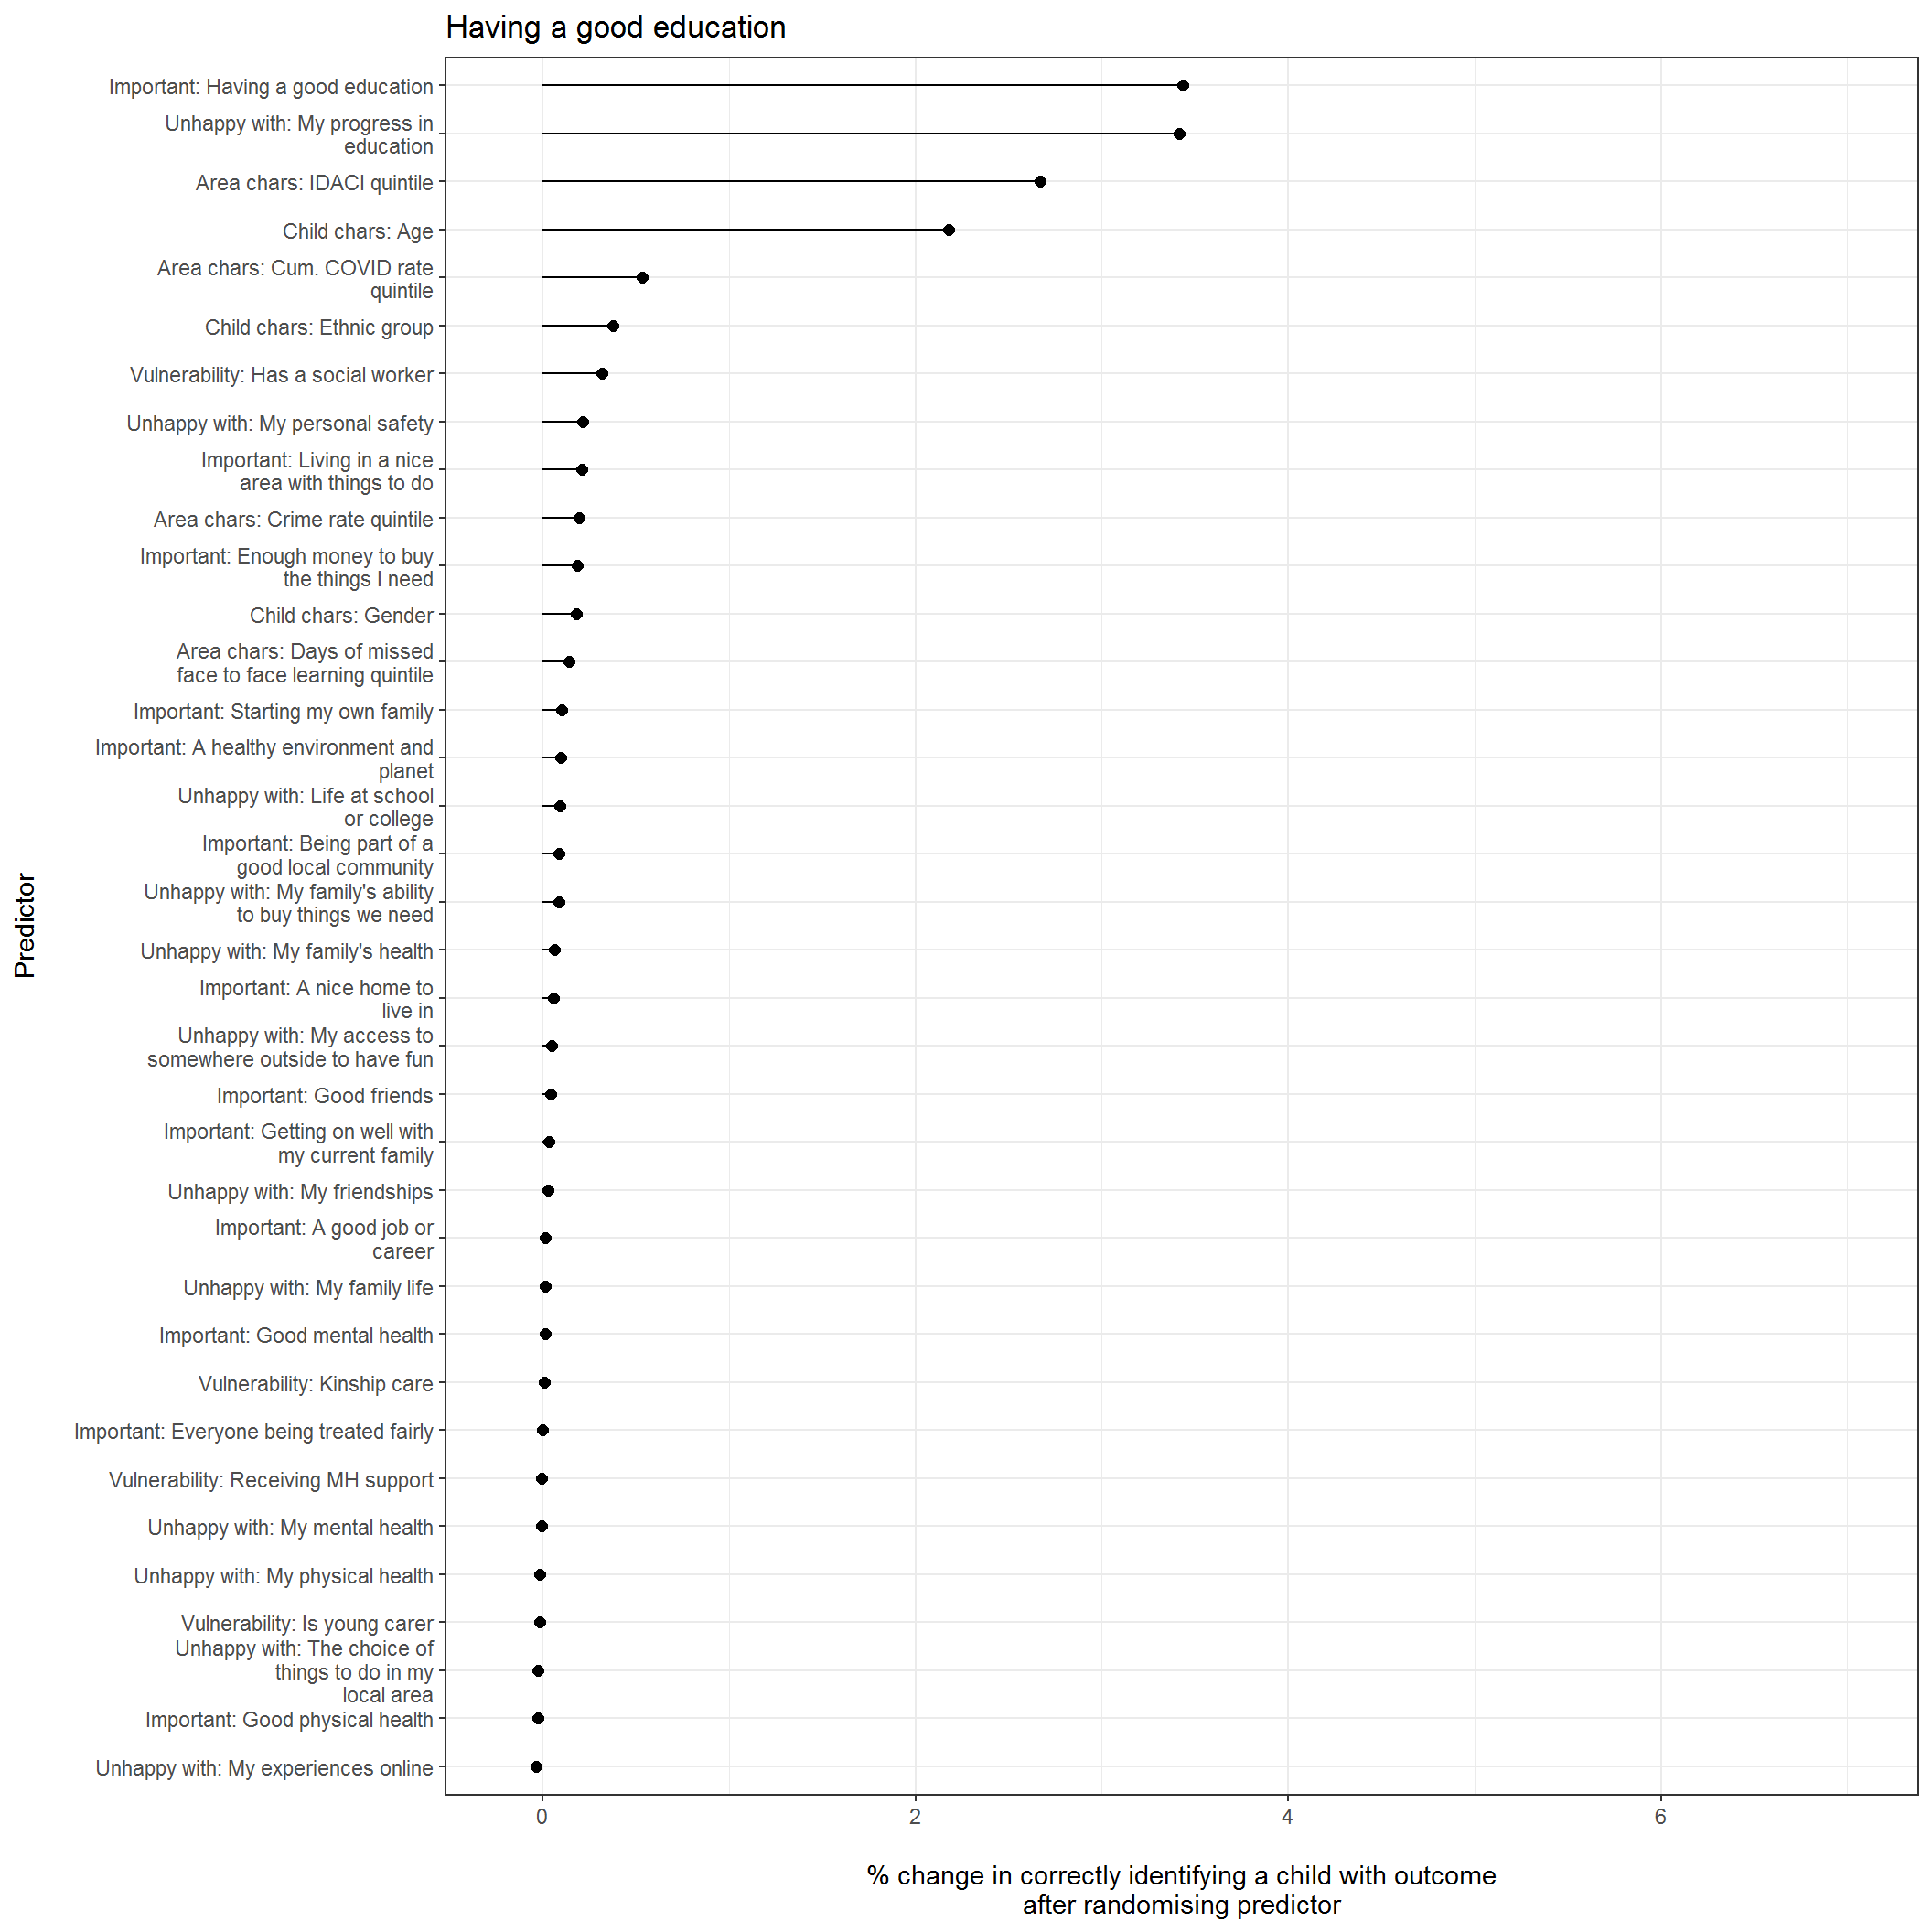 Having a good education
Important: Having a good education
Unhappy with: My progress in
education
Area chars: IDACI quintile
Child chars: Age
Area chars: Cum. COVID rate
quintile
Child chars: Ethnic group
Vulnerability: Has a social worker
Unhappy with: My personal safety
Important: Living in a nice
area with things to do
Area chars: Crime rate quintile
Important: Enough money to buy
the things I need
Child chars: Gender
Area chars: Days of missed
face to face learning quintile
Important: Starting my own family
Important: A healthy environment and
planet
Unhappy with: Life at school
or college
Important: Being part of a
good local community
Unhappy with: My family's ability
to buy things we need
Unhappy with: My family's health
Important: A nice home to
live in
Unhappy with: My access to
somewhere outside to have fun
Important: Good friends
Important: Getting on well with
my current family
Unhappy with: My friendships
Important: A good job or
career
Unhappy with: My family life
Important: Good mental health
Vulnerability: Kinship care
Important: Everyone being treated fairly
Vulnerability: Receiving MH support
Unhappy with: My mental health
Unhappy with: My physical health
Vulnerability: Is young carer
Unhappy with: The choice of
things to do in my
local area
Important: Good physical health
Unhappy with: My experiences online
Predictor
0 2 4 6
% change in correctly identifying a child with outcome
after randomising predictor